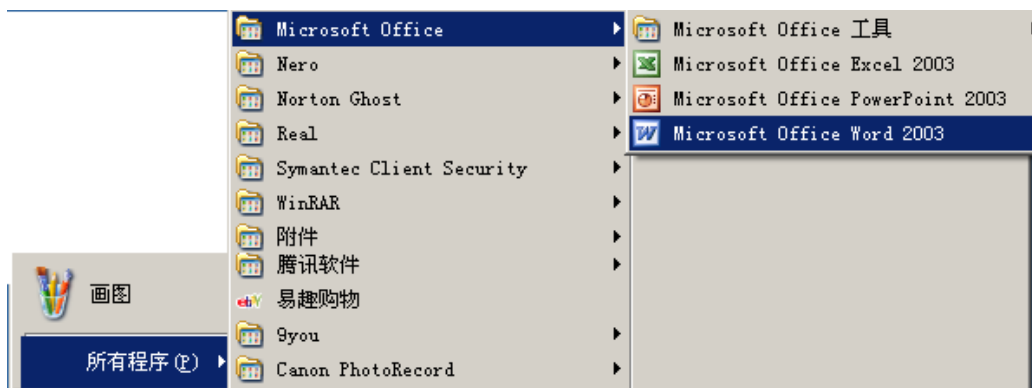 Microsoft Office
Nero
Norton Ghost
Real
Symantec Client Security
WinRAR
附件
腾讯软件
易趣购物
9you
Canon PhotoRecord
Microsoft Office 工具
Microsoft Office Excel 2003
Microsoft Office PowerPoint 2003
Microsoft Office Word 2003
画图
所有程序(P)